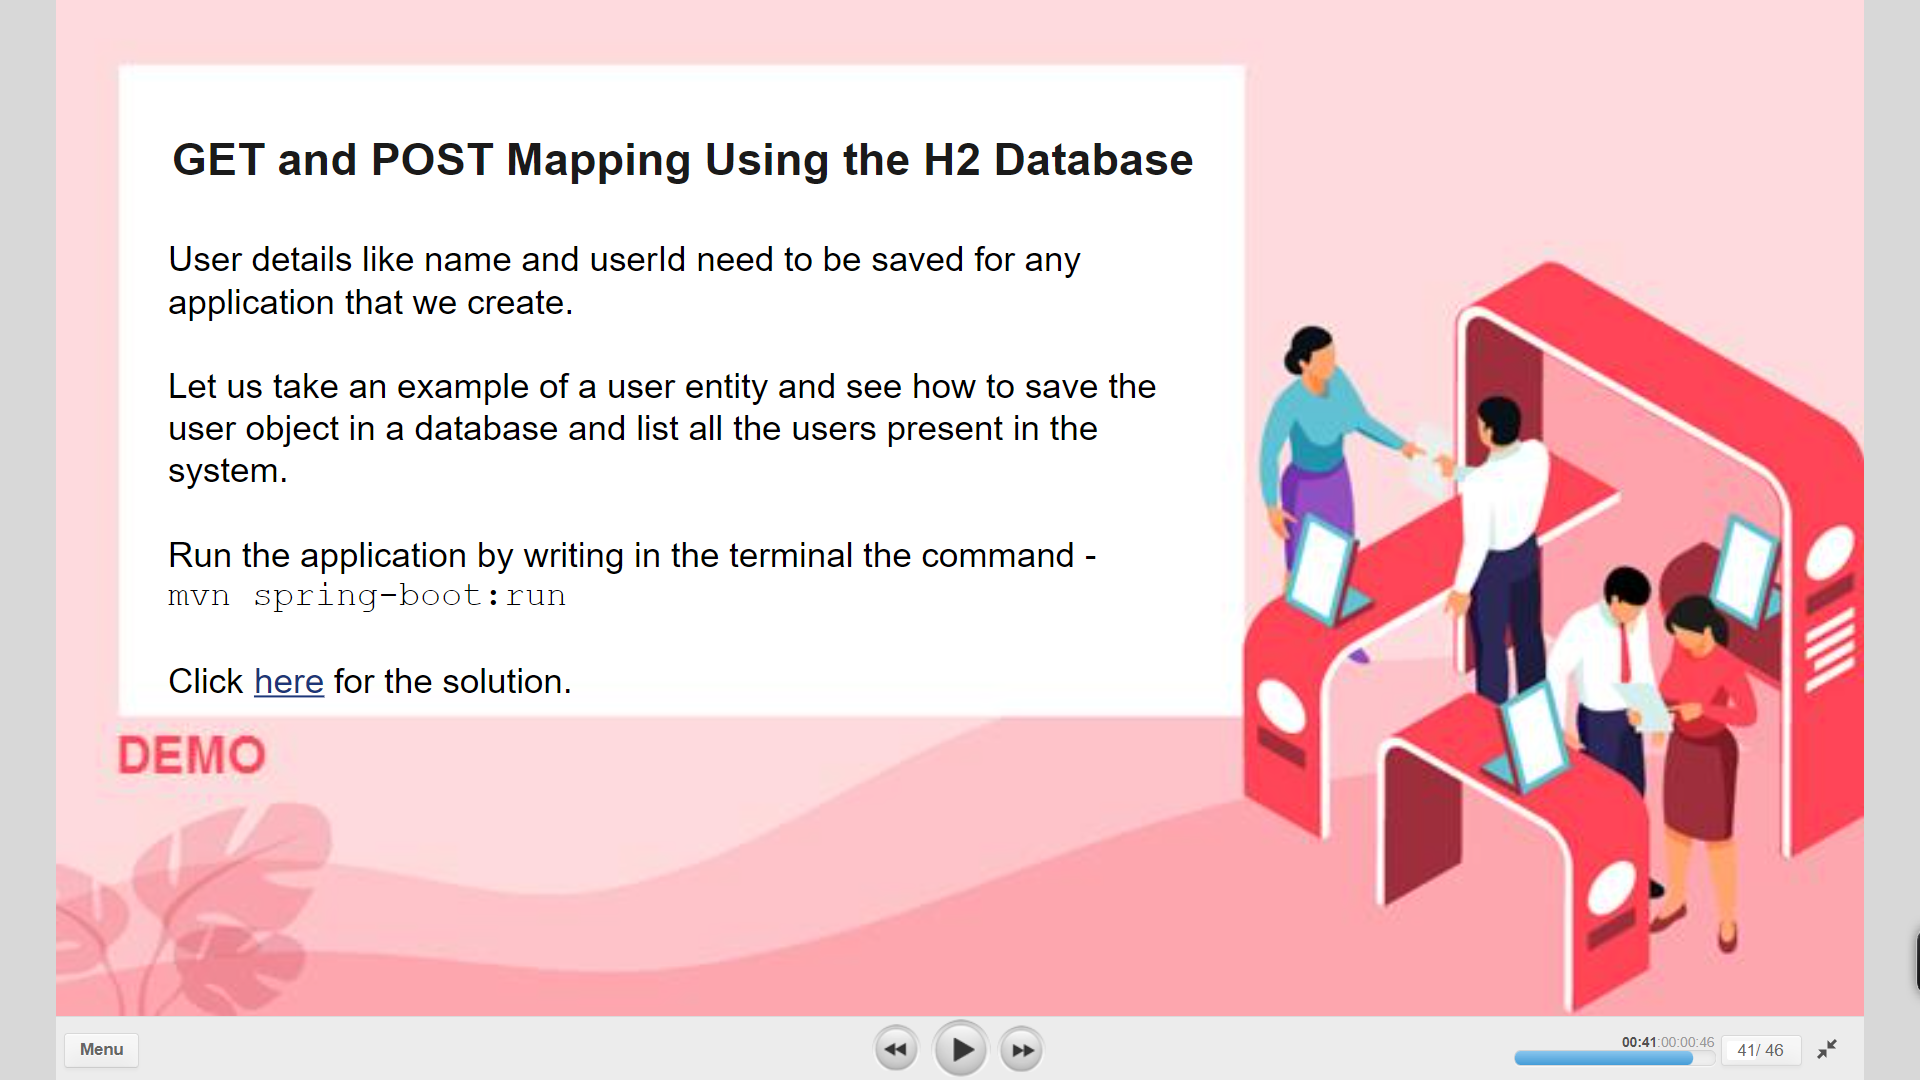 GET and POST Mapping Using the H2 Database
User details like name and userId need to be saved for any
application that we create.
Let us take an example of a user entity and see how to save the
user object in a database and list all the users present in the
system.
Run the application by writing in the terminal the command -
mvn spring-boot:run
Click here for the solution.
DEMO
Menu
00:41:00:00:46
41/ 46